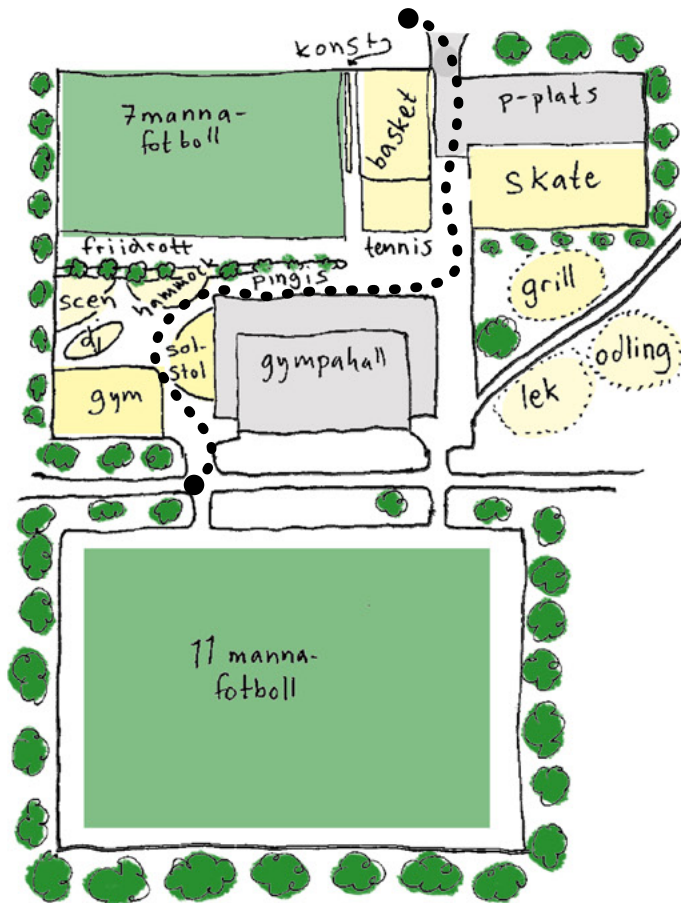 konst
7manna-
fotboll
basket
p-plats
skate
friidrott
tennis
hammock
pingis
scen
dj
grill
sol-
stol
gympahall
odling
lek
gym
11 manna-
fotboll